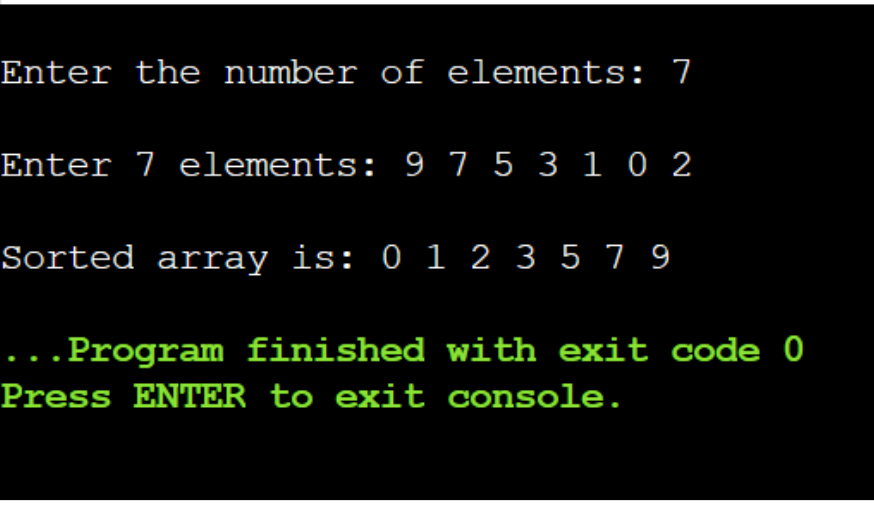 Enter the number of elements: 7
Enter 7 elements: 9 7 5 3 1 0 2
Sorted array is: 0 1 2 3 5 7 9
...Program finished with exit code 0
Press ENTER to exit console.